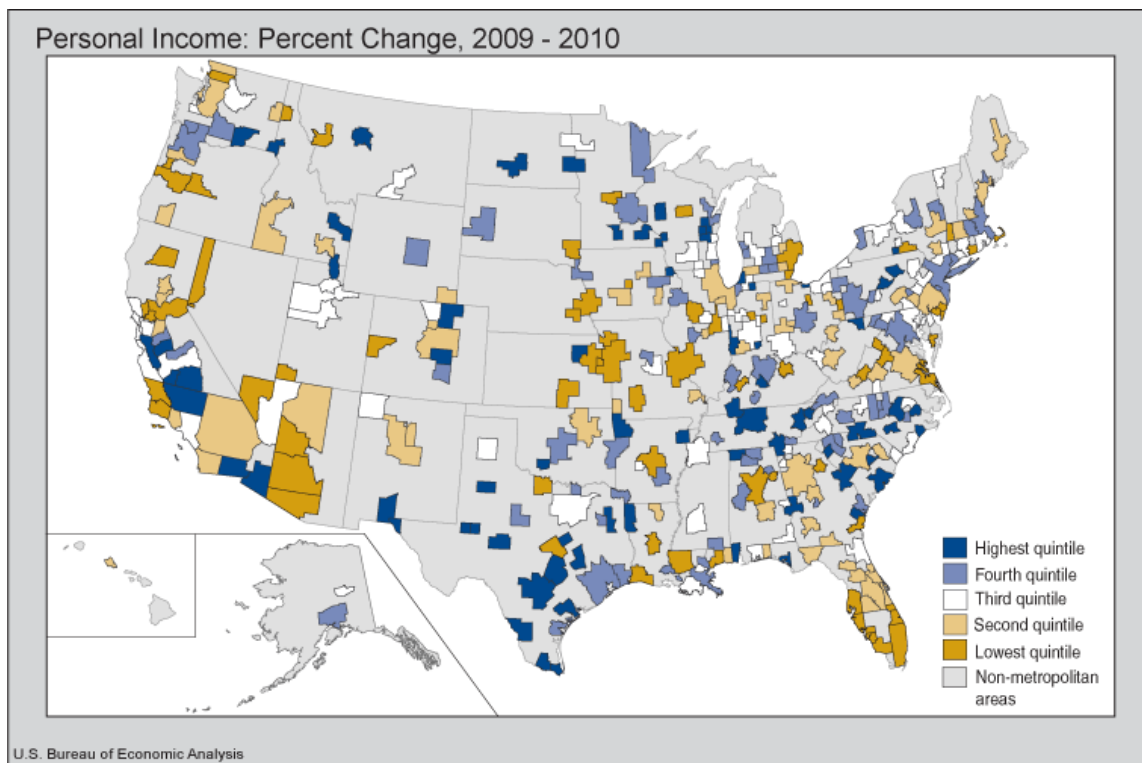 Personal Income: Percent Change, 2009 - 2010
Highest quintile
Fourth quintile
Third quintile
Second quintile
Lowest quintile
Non-metropolitan
areas
U.S. Bureau of Economic Analysis